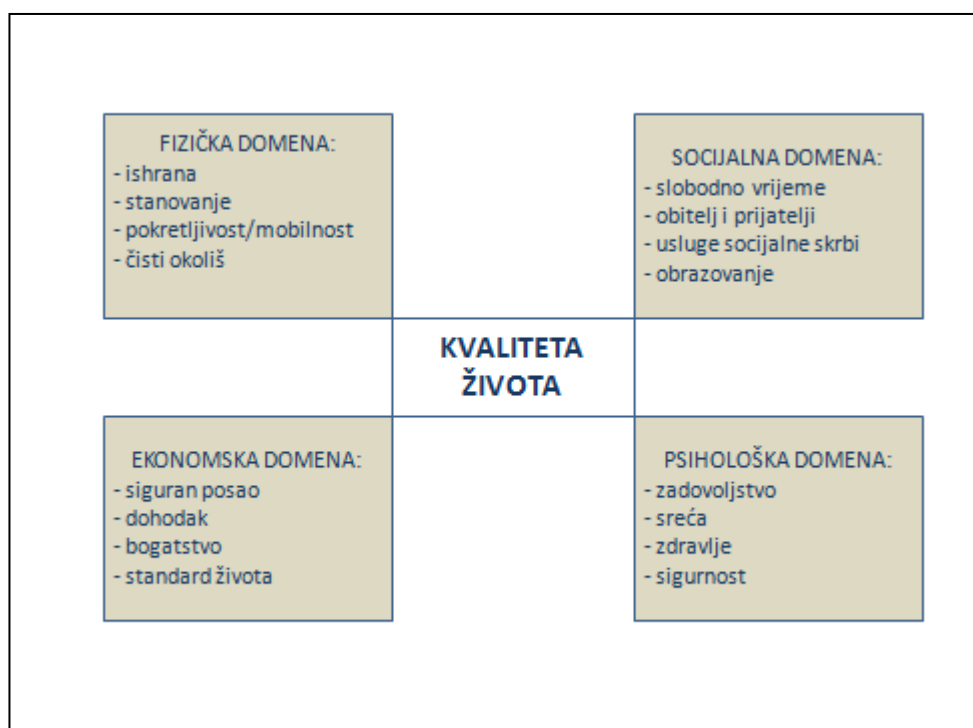 FIZIČKA DOMENA:
- ishrana
- stanovanje
- pokretljivost/mobilnost
- čisti okoliš
SOCIJALNA DOMENA:
- slobodno vrijeme
- obitelj i prijatelji
- usluge socijalne skrbi
- obrazovanje
KVALITETA
ŽIVOTA
EKONOMSKA DOMENA:
- siguran posao
- dohodak
- bogatstvo
- standard života
PSIHOLOŠKA DOMENA:
- zadovoljstvo
- sreća
- zdravlje
- sigurnost